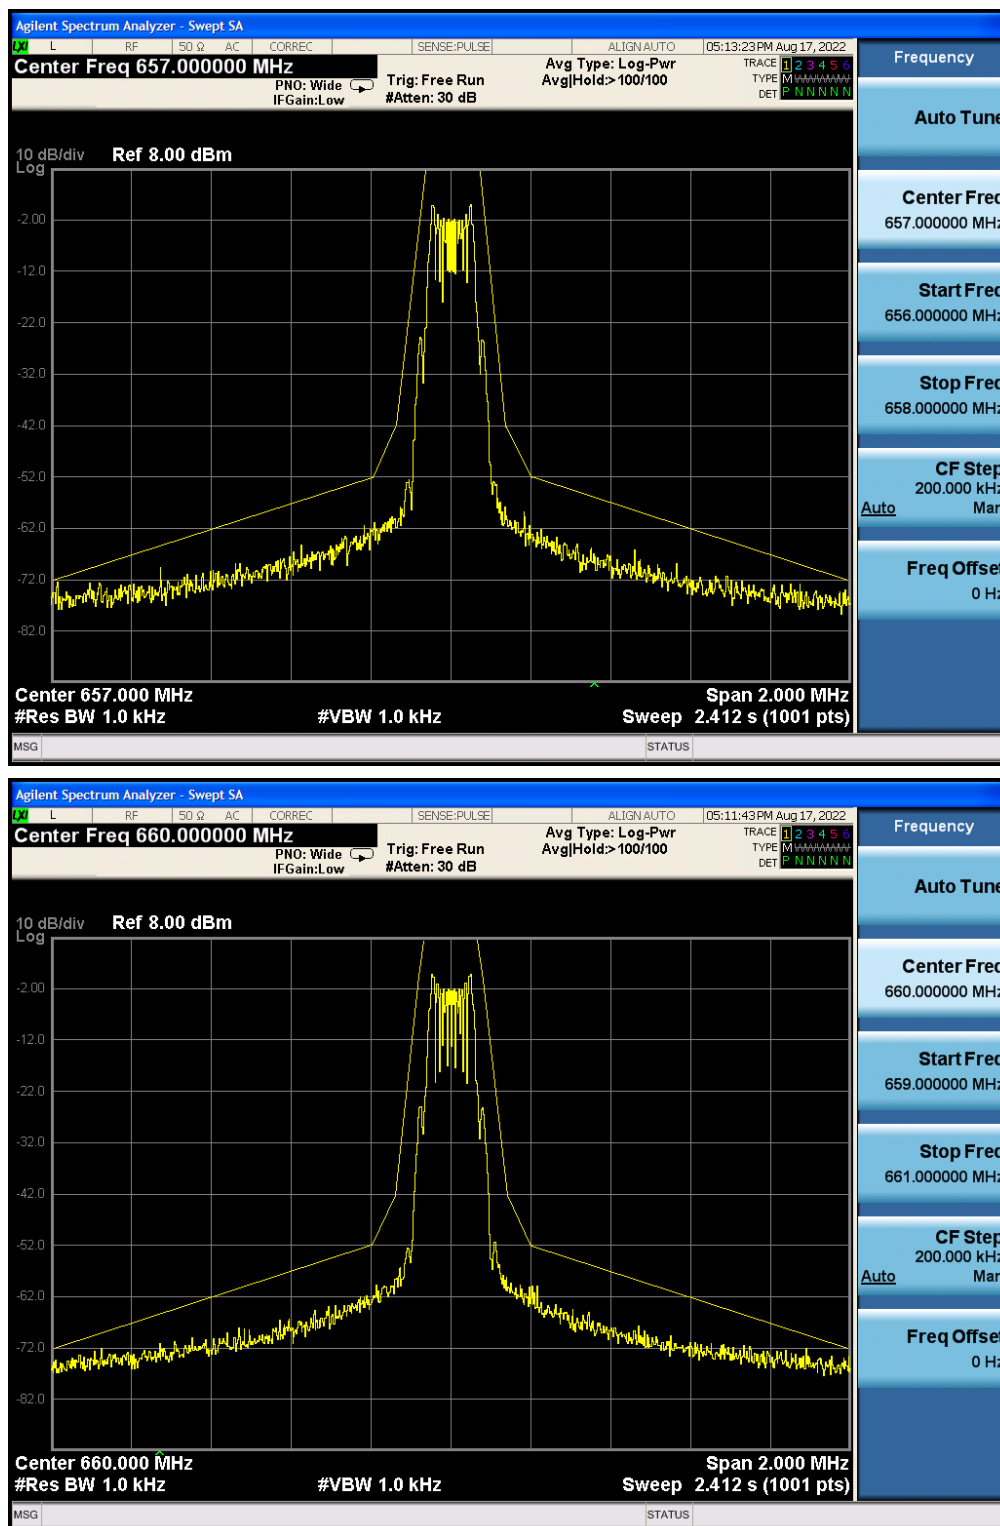 Agilent Spectrum Analyzer - Swept SA
LXI L RF 50 Ω AC CORREC SENSE:PULSE ALIGNAUTO 05:13:23PM Aug 17, 2022
Center Freq 657.000000 MHz
PNO: Wide
IFGain:Low
Trig: Free Run
#Atten: 30 dB
Avg Type: Log-Pwr
Avg|Hold:>100/100
TRACE 1 2 3 4 5 6
TYPE M WWWWW
DET P N N N N N
10 dB/div
Log
Ref 8.00 dBm
-2.00
-12.0
-22.0
-32.0
-42.0
-52.0
-62.0
-72.0
-82.0
Center 657.000 MHz
Span 2.000 MHz
#Res BW 1.0 kHz
#VBW 1.0 kHz
Sweep 2.412 s (1001 pts)
MSG
STATUS
Frequency
Auto Tune
Center Freq
657.000000 MHz
Start Freq
656.000000 MHz
Stop Freq
658.000000 MHz
CF Step
200.000 kHz
Auto Man
Freq Offset
0 Hz
Agilent Spectrum Analyzer - Swept SA
LXI L RF 50 Ω AC CORREC SENSE:PULSE ALIGNAUTO 05:11:43PM Aug 17, 2022
Center Freq 660.000000 MHz
PNO: Wide
IFGain:Low
Trig: Free Run
#Atten: 30 dB
Avg Type: Log-Pwr
Avg|Hold:>100/100
TRACE 1 2 3 4 5 6
TYPE M WWWWW
DET P N N N N N
10 dB/div
Log
Ref 8.00 dBm
-2.00
-12.0
-22.0
-32.0
-42.0
-52.0
-62.0
-72.0
-82.0
Center 660.000 MHz
Span 2.000 MHz
#Res BW 1.0 kHz
#VBW 1.0 kHz
Sweep 2.412 s (1001 pts)
MSG
STATUS
Frequency
Auto Tune
Center Freq
660.000000 MHz
Start Freq
659.000000 MHz
Stop Freq
661.000000 MHz
CF Step
200.000 kHz
Auto Man
Freq Offset
0 Hz